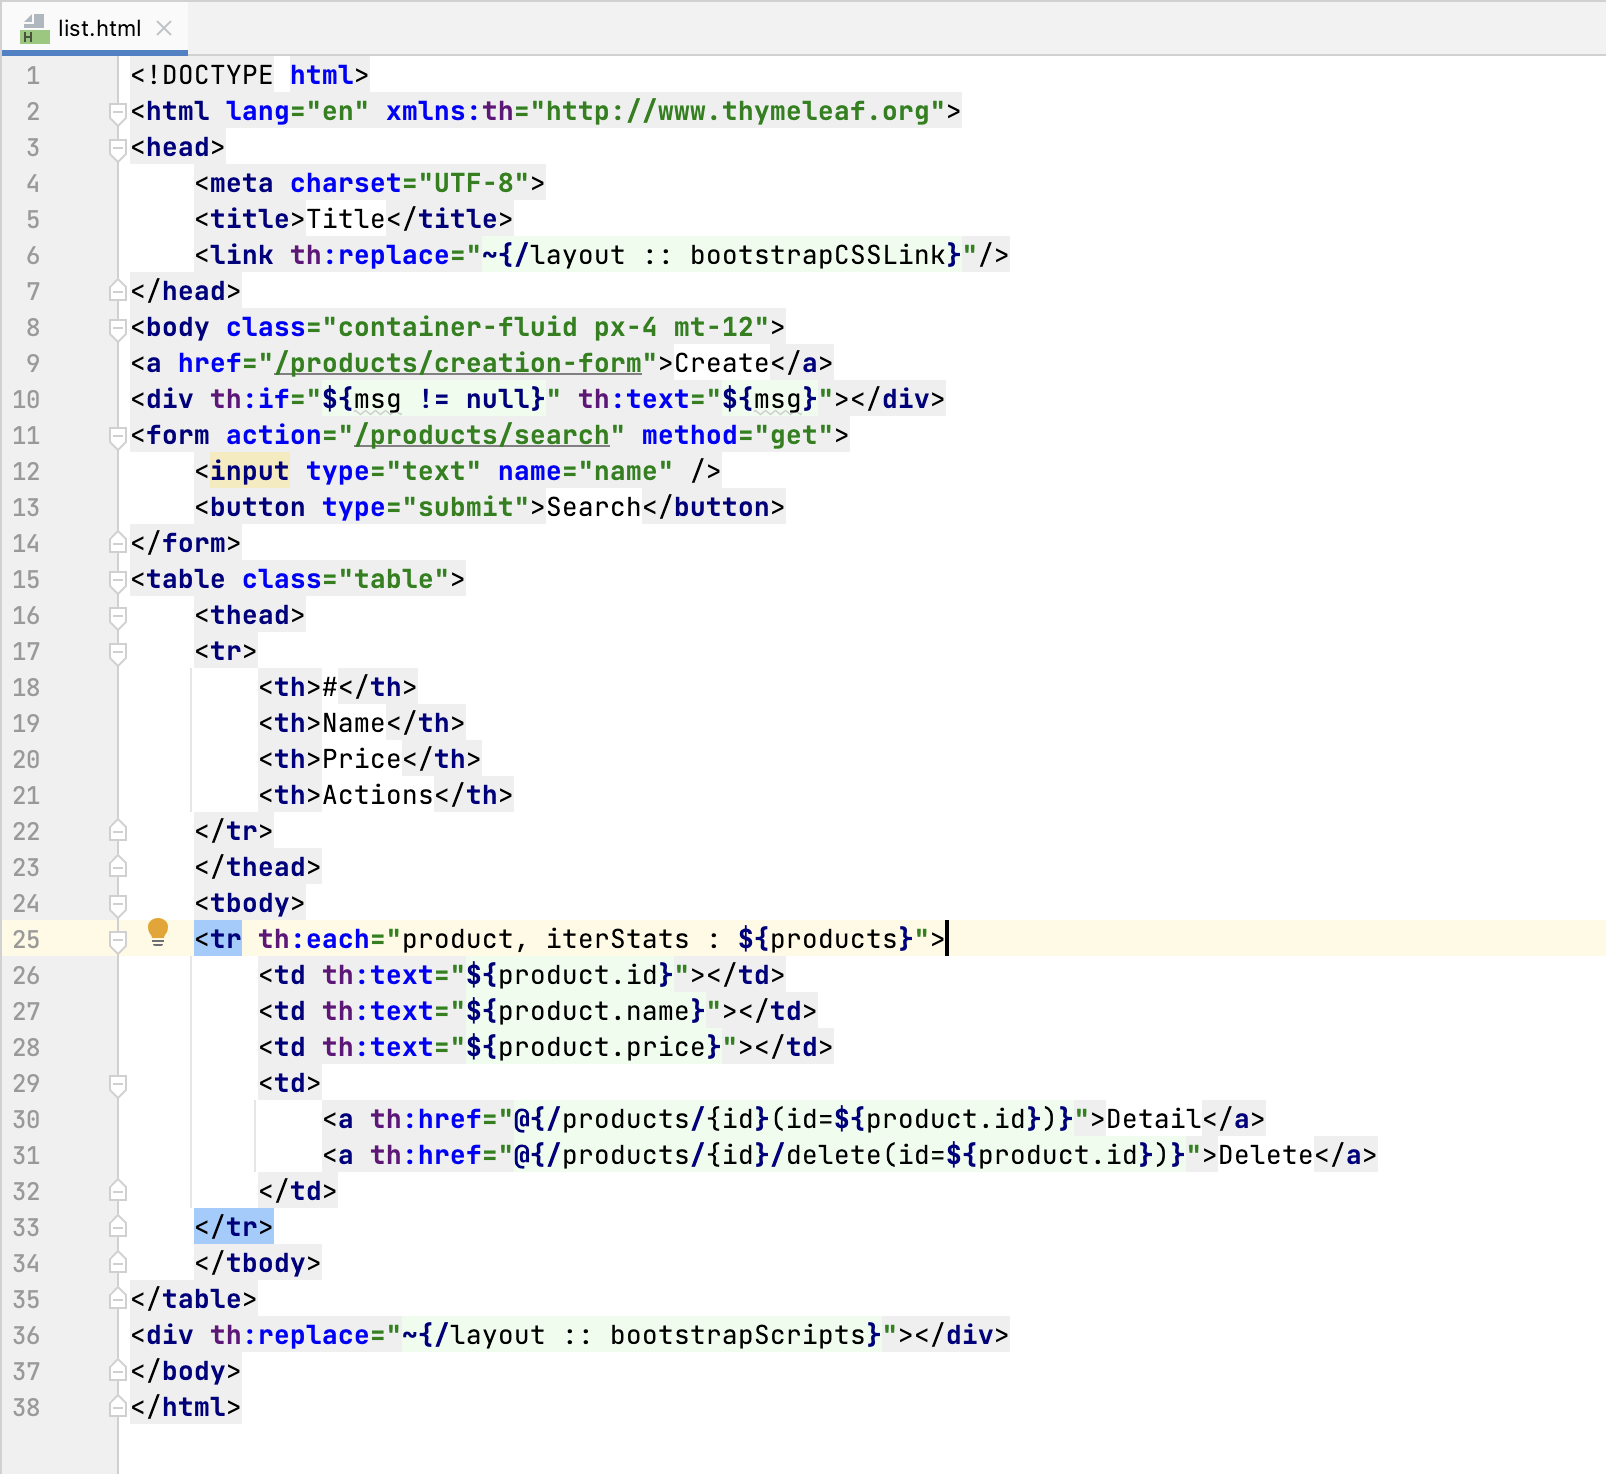 list.html
1 <!DOCTYPE html>
2 <html lang="en" xmlns:th="http://www.thymeleaf.org">
3 <head>
4     <meta charset="UTF-8">
5     <title>Title</title>
6     <link th:replace="~{/layout :: bootstrapCSSLink}"/>
7 </head>
8 <body class="container-fluid px-4 mt-12">
9 <a href="/products/creation-form">Create</a>
10 <div th:if="${msg != null}" th:text="${msg}"></div>
11 <form action="/products/search" method="get">
12     <input type="text" name="name" />
13     <button type="submit">Search</button>
14 </form>
15 <table class="table">
16     <thead>
17     <tr>
18         <th>#</th>
19         <th>Name</th>
20         <th>Price</th>
21         <th>Actions</th>
22     </tr>
23     </thead>
24     <tbody>
25     <tr th:each="product, iterStats : ${products}">
26         <td th:text="${product.id}"></td>
27         <td th:text="${product.name}"></td>
28         <td th:text="${product.price}"></td>
29         <td>
30             <a th:href="@{/products/{id}(id=${product.id})}">Detail</a>
31             <a th:href="@{/products/{id}/delete(id=${product.id})}">Delete</a>
32         </td>
33     </tr>
34     </tbody>
35 </table>
36 <div th:replace="~{/layout :: bootstrapScripts}"></div>
37 </body>
38 </html>